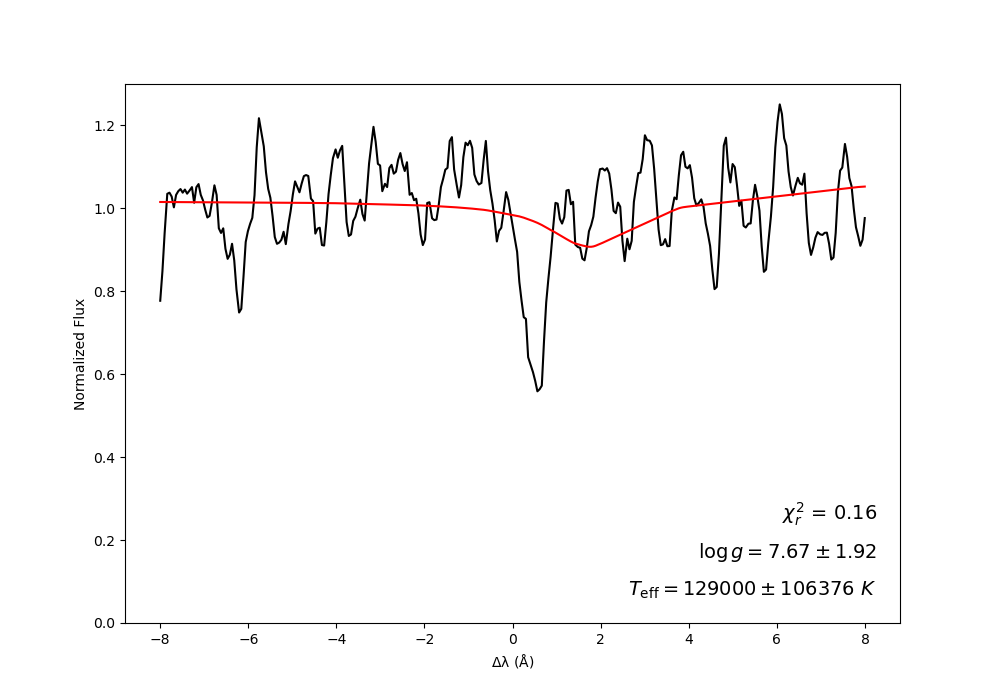 1.2
1.0
0.8
0.6
0.4
0.2
0.0
Normalized Flux
χ²ᵣ = 0.16
log g = 7.67 ± 1.92
T_eff = 129000 ± 106376 K
−8 −6 −4 −2 0 2 4 6 8
Δλ (Å)